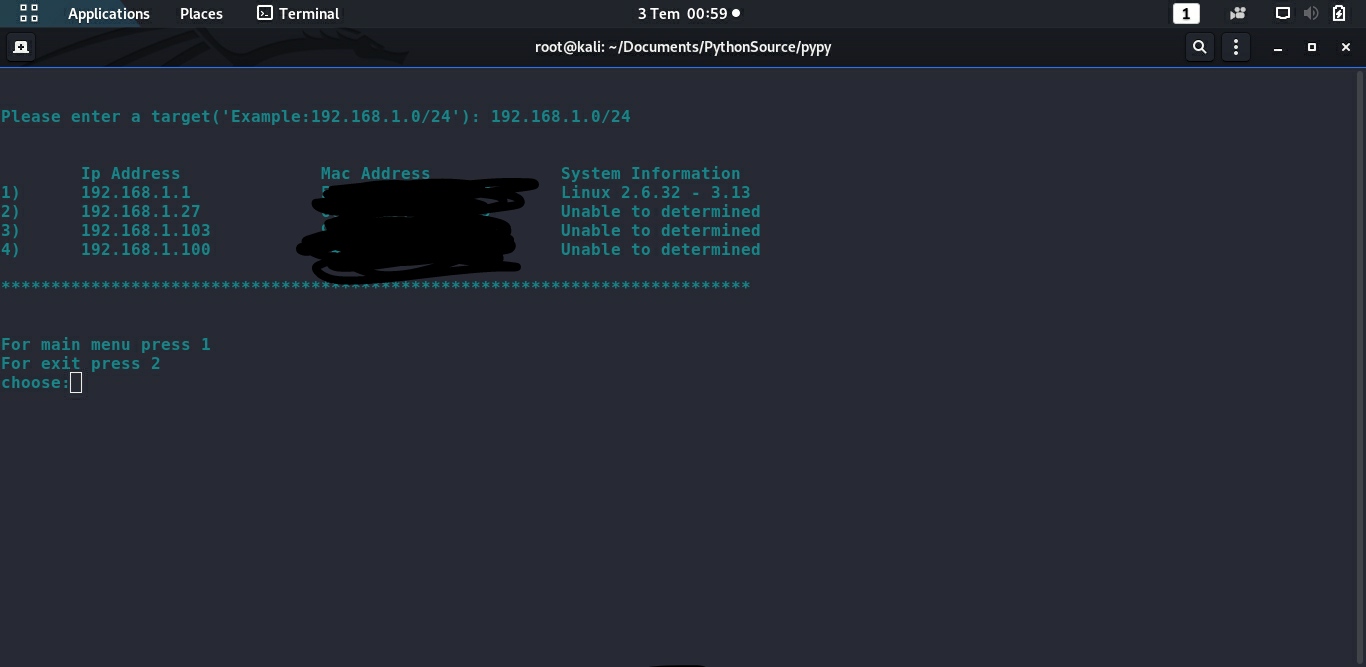 Applications Places Terminal 3 Tem 00:59 1
root@kali: ~/Documents/PythonSource/pypy
Please enter a target('Example:192.168.1.0/24'): 192.168.1.0/24
Ip Address Mac Address System Information
1) 192.168.1.1 Linux 2.6.32 - 3.13
2) 192.168.1.27 Unable to determined
3) 192.168.1.103 Unable to determined
4) 192.168.1.100 Unable to determined
***************************************************************************
For main menu press 1
For exit press 2
choose: